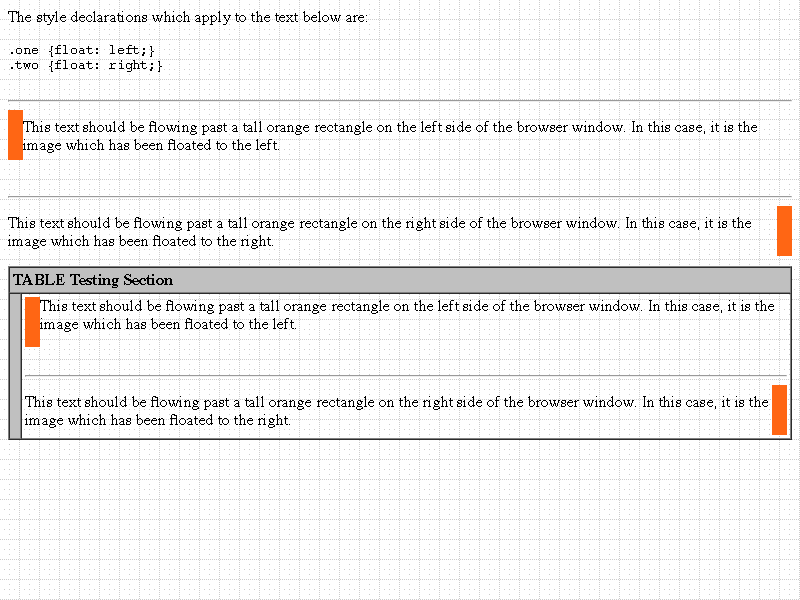 The style declarations which apply to the text below are:
.one {float: left;}
.two {float: right;}
This text should be flowing past a tall orange rectangle on the left side of the browser window. In this case, it is the
image which has been floated to the left.
This text should be flowing past a tall orange rectangle on the right side of the browser window. In this case, it is the
image which has been floated to the right.
TABLE Testing Section
This text should be flowing past a tall orange rectangle on the left side of the browser window. In this case, it is the
image which has been floated to the left.
This text should be flowing past a tall orange rectangle on the right side of the browser window. In this case, it is the
image which has been floated to the right.